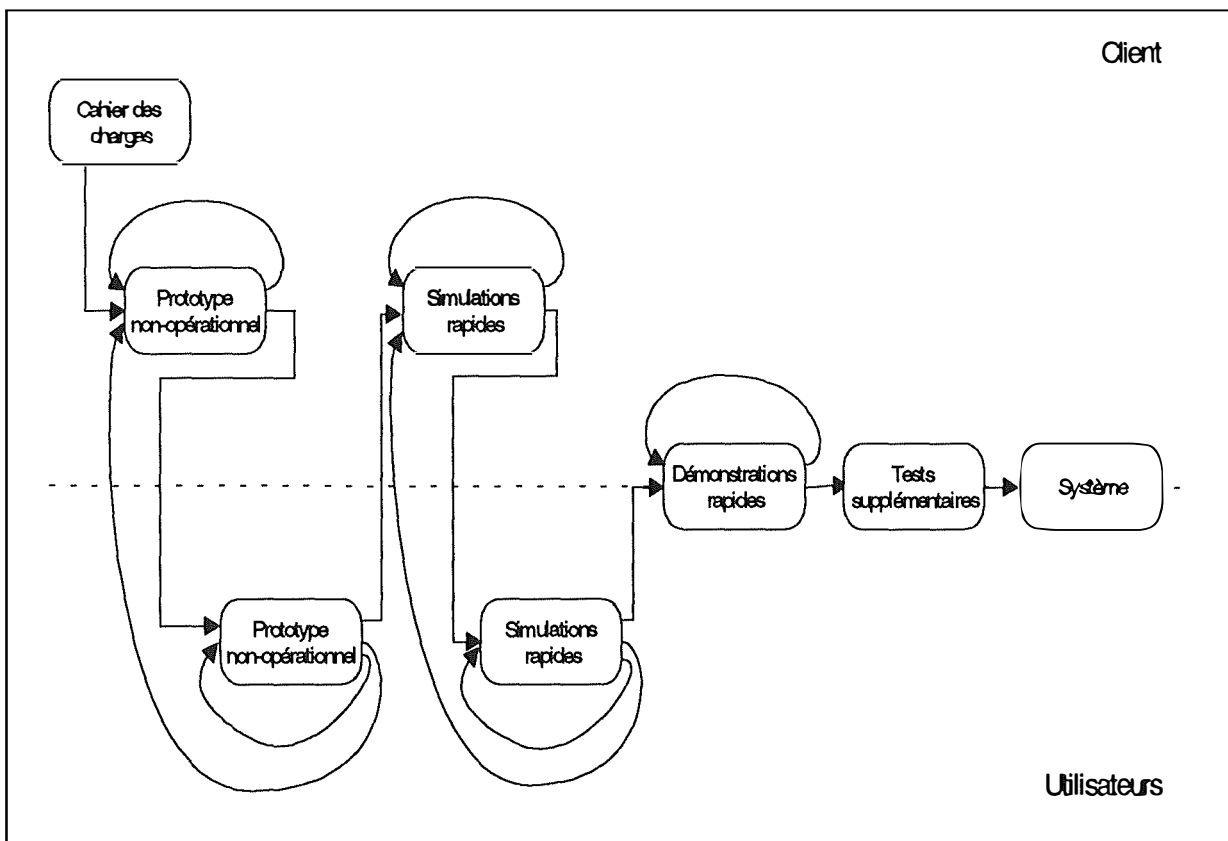 Client
Cahier des
charges
Prototype
non-opérationnel
Simulations
rapides
Démonstrations
rapides
Tests
supplémentaires
Système
Prototype
non-opérationnel
Simulations
rapides
Utilisateurs